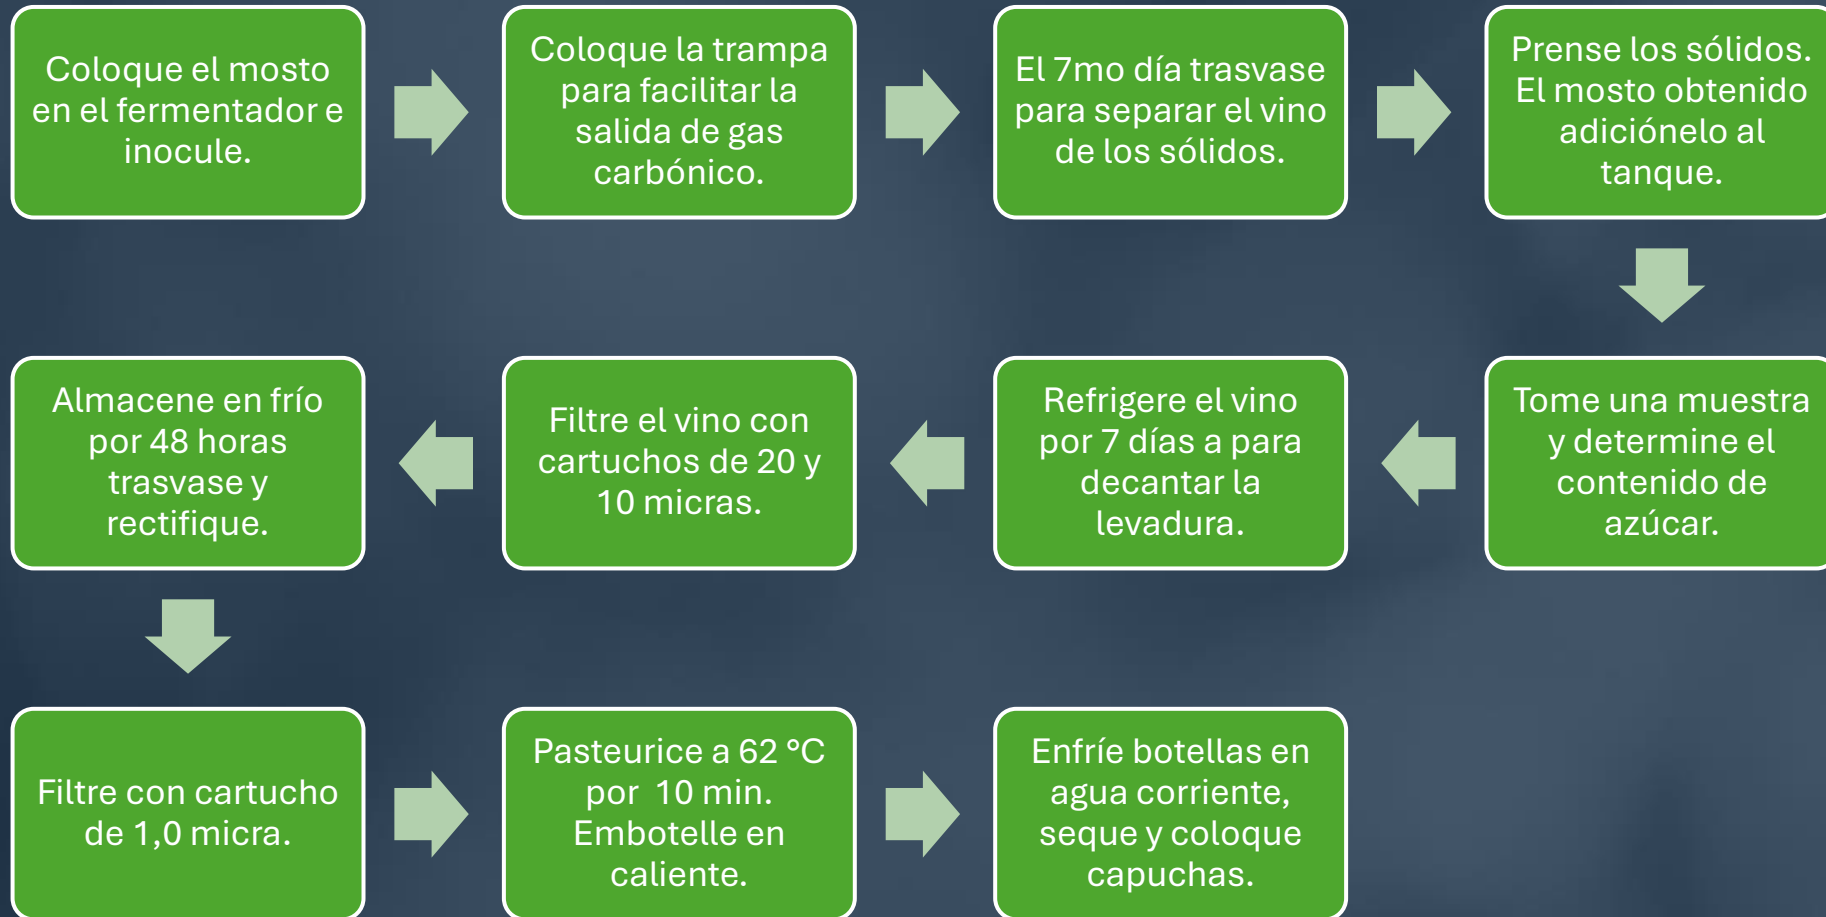 Coloque el mosto
en el fermentador e
inocule.
Coloque la trampa
para facilitar la
salida de gas
carbónico.
El 7mo día trasvase
para separar el vino
de los sólidos.
Prense los sólidos.
El mosto obtenido
adiciónelo al
tanque.
Tome una muestra
y determine el
contenido de
azúcar.
Refrigere el vino
por 7 días a para
decantar la
levadura.
Filtre el vino con
cartuchos de 20 y
10 micras.
Almacene en frío
por 48 horas
trasvase y
rectifique.
Filtre con cartucho
de 1,0 micra.
Pasteurice a 62 °C
por 10 min.
Embotelle en
caliente.
Enfríe botellas en
agua corriente,
seque y coloque
capuchas.